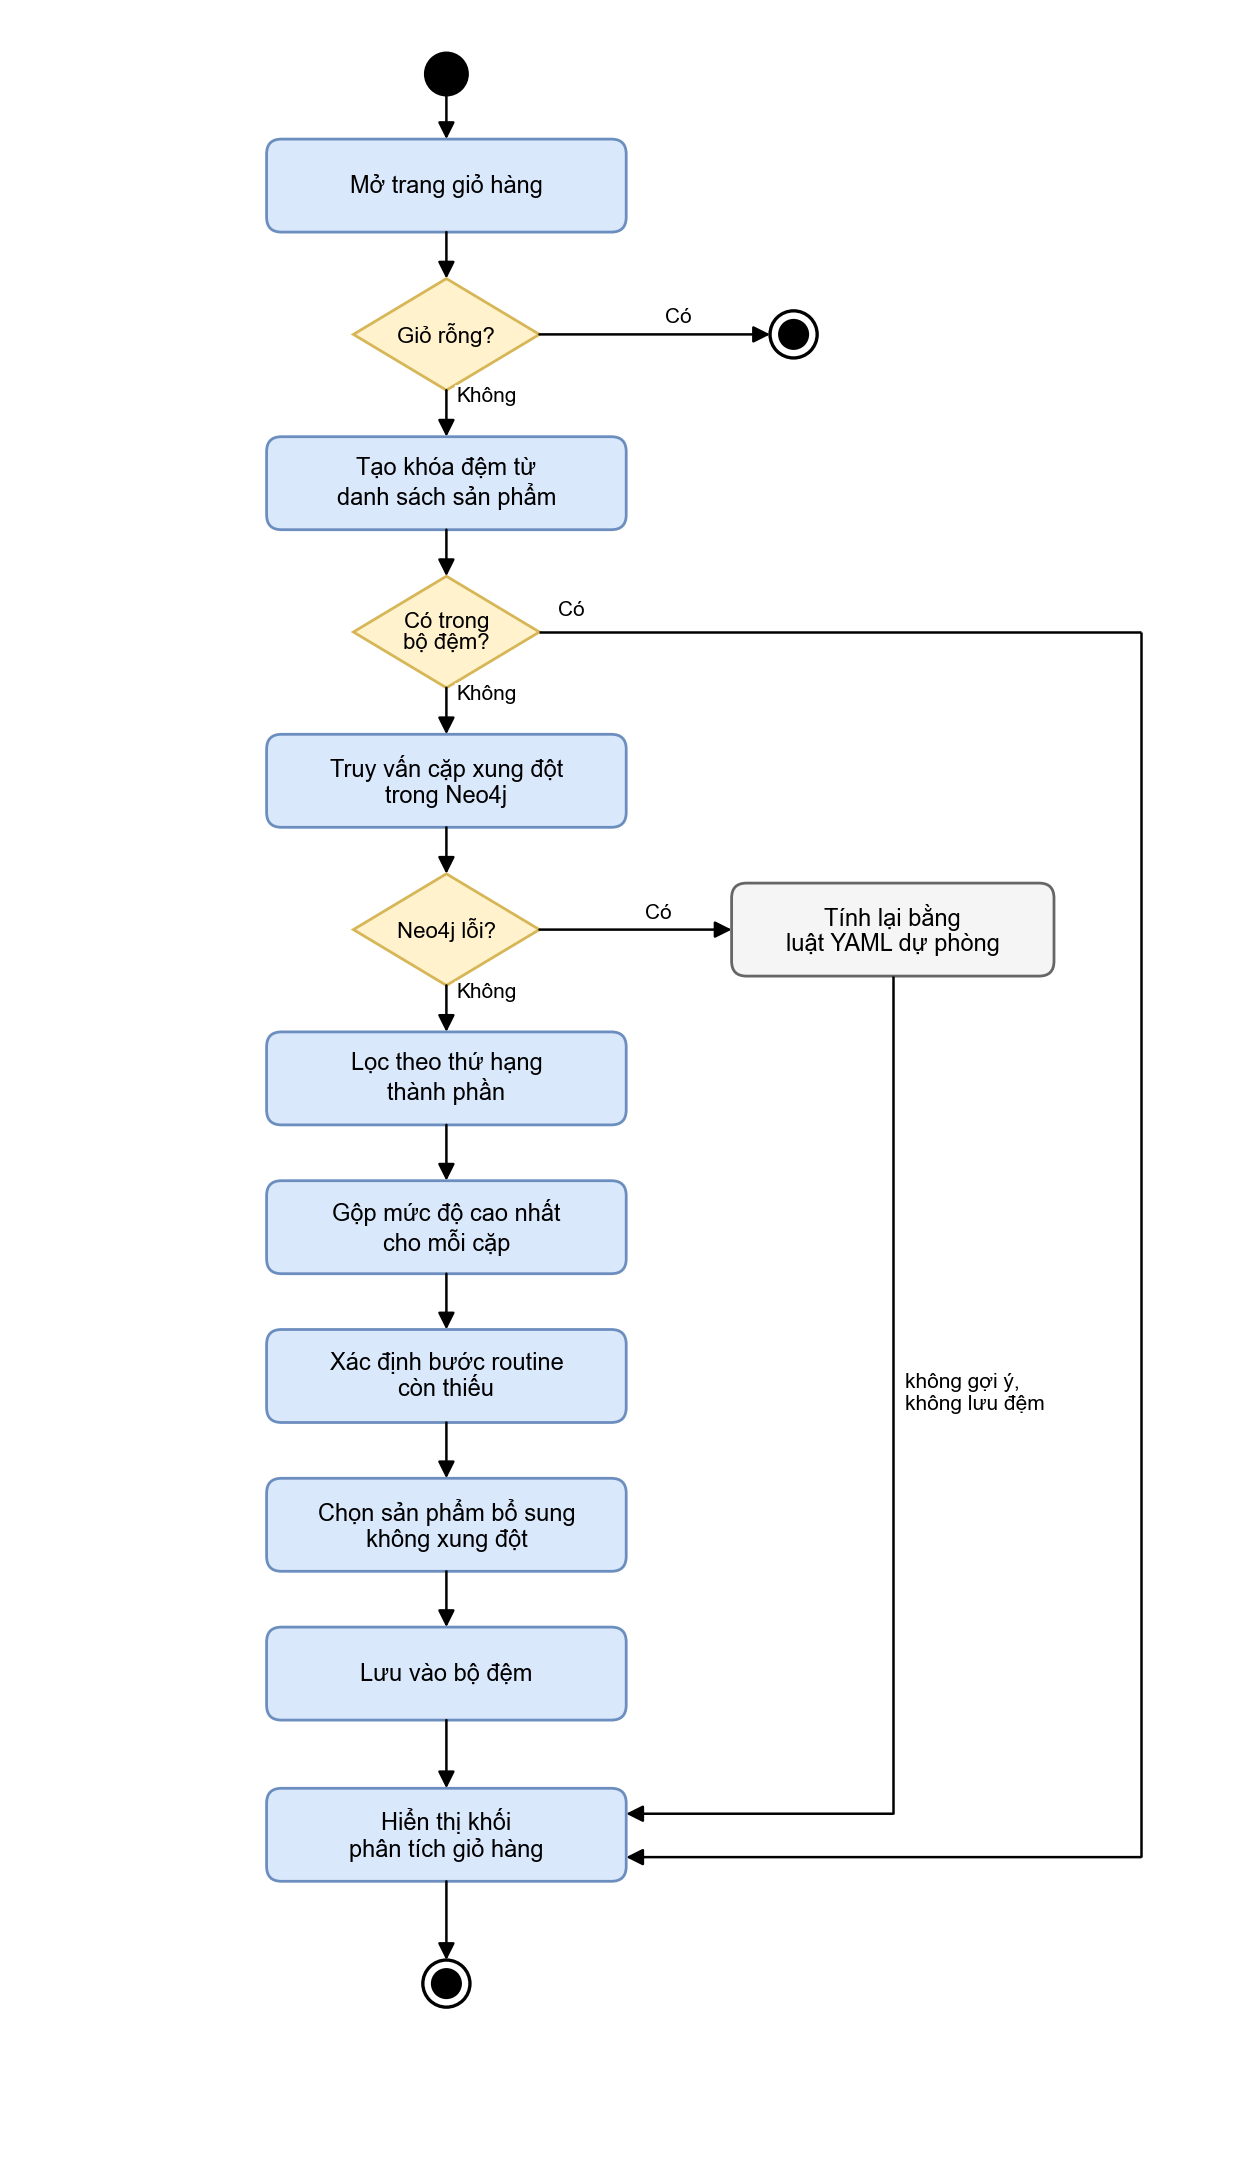 Mở trang giỏ hàng
Giỏ rỗng?
Có
Không
Tạo khóa đệm từ
danh sách sản phẩm
Có trong
bộ đệm?
Có
Không
Truy vấn cặp xung đột
trong Neo4j
Neo4j lỗi?
Có
Tính lại bằng
luật YAML dự phòng
Không
Lọc theo thứ hạng
thành phần
Gộp mức độ cao nhất
cho mỗi cặp
Xác định bước routine
còn thiếu
không gợi ý,
không lưu đệm
Chọn sản phẩm bổ sung
không xung đột
Lưu vào bộ đệm
Hiển thị khối
phân tích giỏ hàng